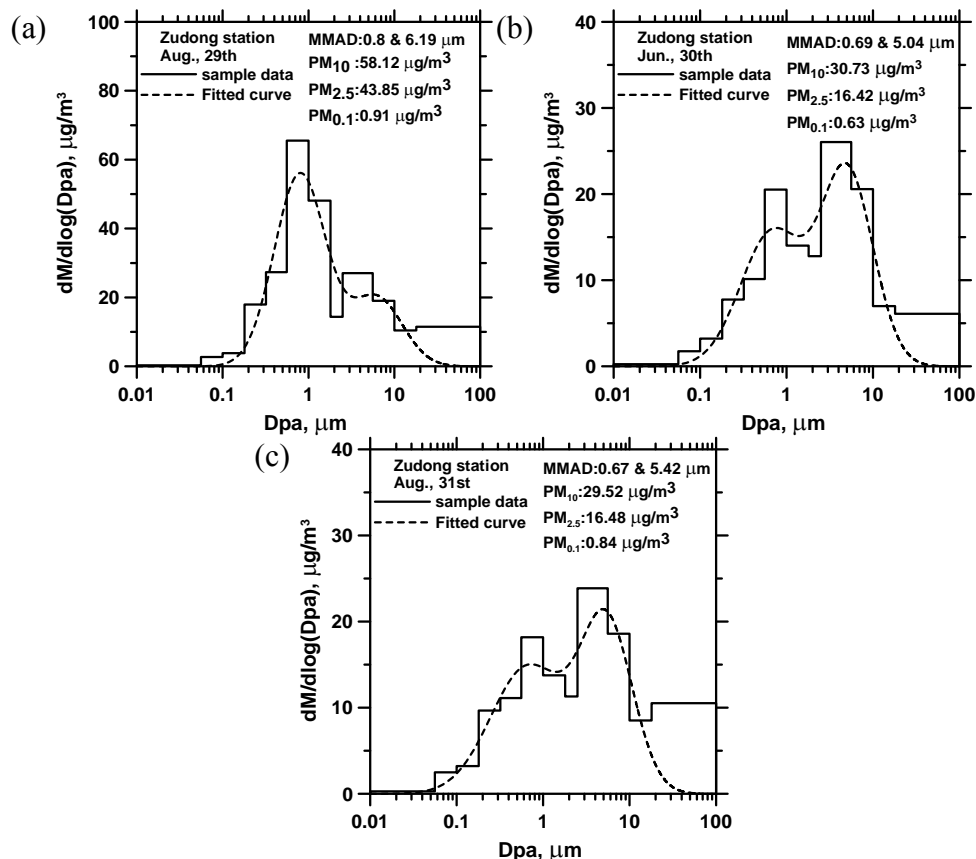 (a)
Zudong station
Aug., 29th
sample data
Fitted curve
MMAD:0.8 & 6.19 μm
PM10 :58.12 μg/m3
PM2.5:43.85 μg/m3
PM0.1:0.91 μg/m3
dM/dlog(Dpa), μg/m3
100
80
60
40
20
0
0.01 0.1 1 10 100
Dpa, μm
(b)
Zudong station
Jun., 30th
sample data
Fitted curve
MMAD:0.69 & 5.04 μm
PM10:30.73 μg/m3
PM2.5:16.42 μg/m3
PM0.1:0.63 μg/m3
dM/dlog(Dpa), μg/m3
40
30
20
10
0
0.01 0.1 1 10 100
Dpa, μm
(c)
Zudong station
Aug., 31st
sample data
Fitted curve
MMAD:0.67 & 5.42 μm
PM10:29.52 μg/m3
PM2.5:16.48 μg/m3
PM0.1:0.84 μg/m3
dM/dlog(Dpa), μg/m3
40
30
20
10
0
0.01 0.1 1 10 100
Dpa, μm